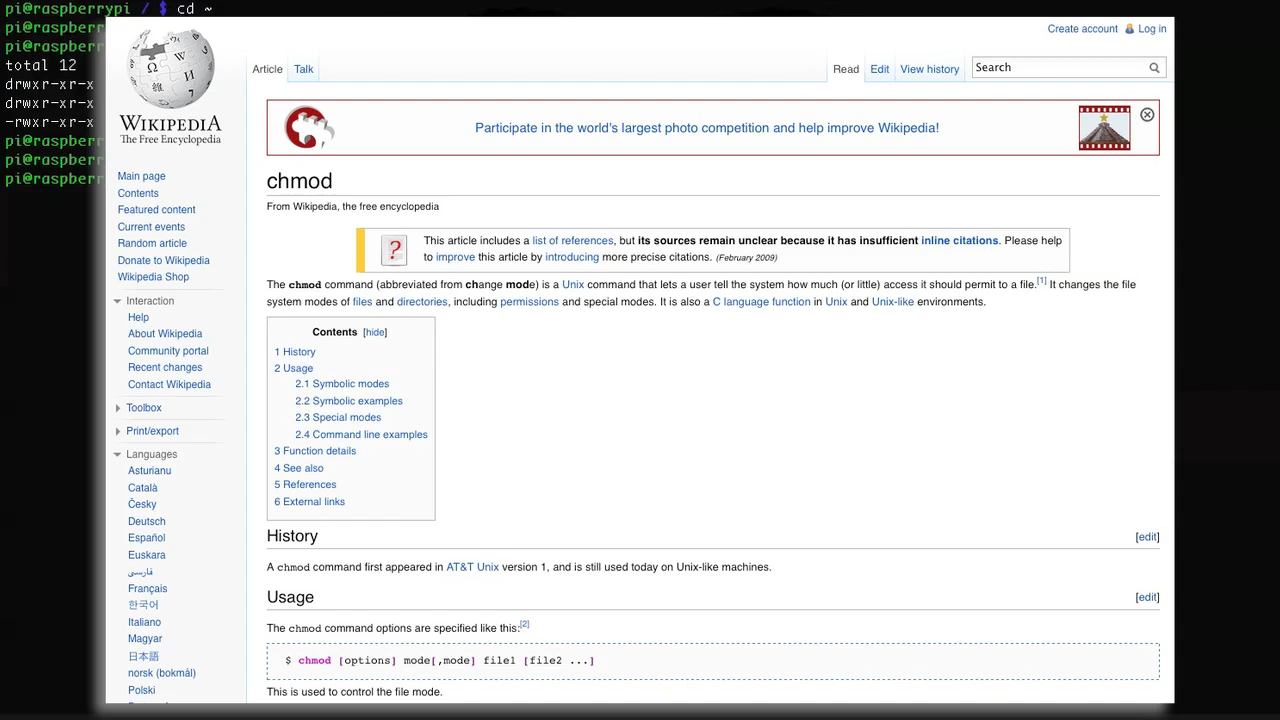 pi@raspberrypi / $ cd ~
pi@raspberr
pi@raspberr
total 12
drwxr-xr-x
drwxr-xr-x
-rwxr-xr-x
pi@raspberr
pi@raspberr
pi@raspberr
WIKIPEDIA
The Free Encyclopedia
Main page
Contents
Featured content
Current events
Random article
Donate to Wikipedia
Wikipedia Shop
Interaction
Help
About Wikipedia
Community portal
Recent changes
Contact Wikipedia
Toolbox
Print/export
Languages
Asturianu
Català
Česky
Deutsch
Español
Euskara
فارسی
Français
한국어
Italiano
Magyar
日本語
norsk (bokmål)
Polski
Create account Log in
Article Talk Read Edit View history Search
Participate in the world's largest photo competition and help improve Wikipedia!
chmod
From Wikipedia, the free encyclopedia
This article includes a list of references, but its sources remain unclear because it has insufficient inline citations. Please help
to improve this article by introducing more precise citations. (February 2009)
The chmod command (abbreviated from change mode) is a Unix command that lets a user tell the system how much (or little) access it should permit to a file.[1] It changes the file
system modes of files and directories, including permissions and special modes. It is also a C language function in Unix and Unix-like environments.
Contents [hide]
1 History
2 Usage
2.1 Symbolic modes
2.2 Symbolic examples
2.3 Special modes
2.4 Command line examples
3 Function details
4 See also
5 References
6 External links
History [edit]
A chmod command first appeared in AT&T Unix version 1, and is still used today on Unix-like machines.
Usage [edit]
The chmod command options are specified like this:[2]
$ chmod [options] mode[,mode] file1 [file2 ...]
This is used to control the file mode.